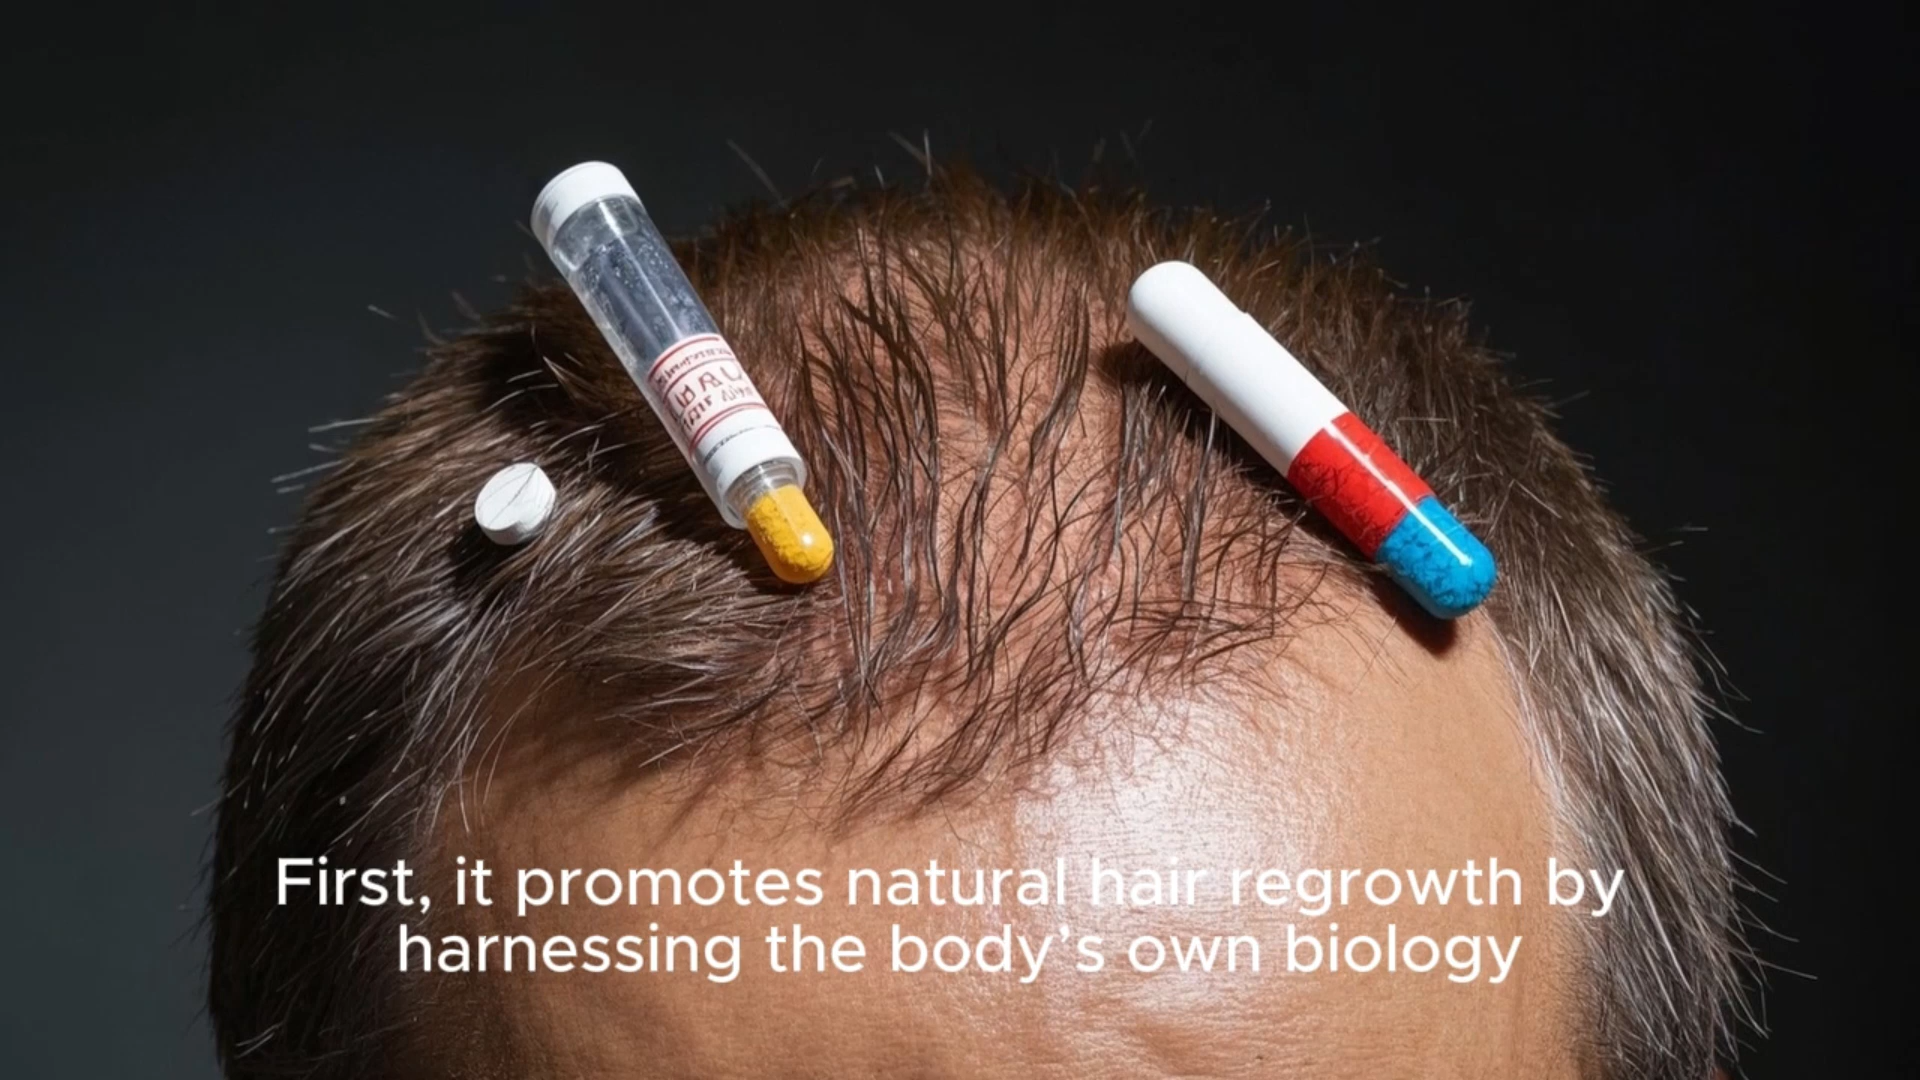 First, it promotes natural hair regrowth by
harnessing the body’s own biology